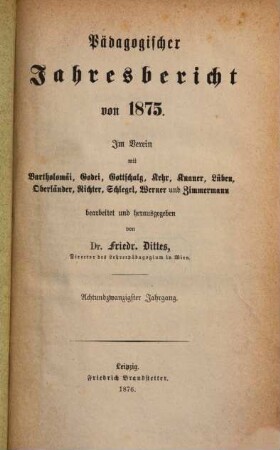 Pädagogischer
Jahresbericht
von 1875.
Im Verein
mit
Bartholomäi, Godei, Gottschalg, Kehr, Knauer, Lüben,
Oberländer, Richter, Schlegel, Werner und Zimmermann
bearbeitet und herausgegeben
von
Dr. Friedr. Dittes,
Director des Lehrerpädagogium in Wien.
Achtundzwanzigster Jahrgang.
Leipzig.
Friedrich Brandstetter.
1876.